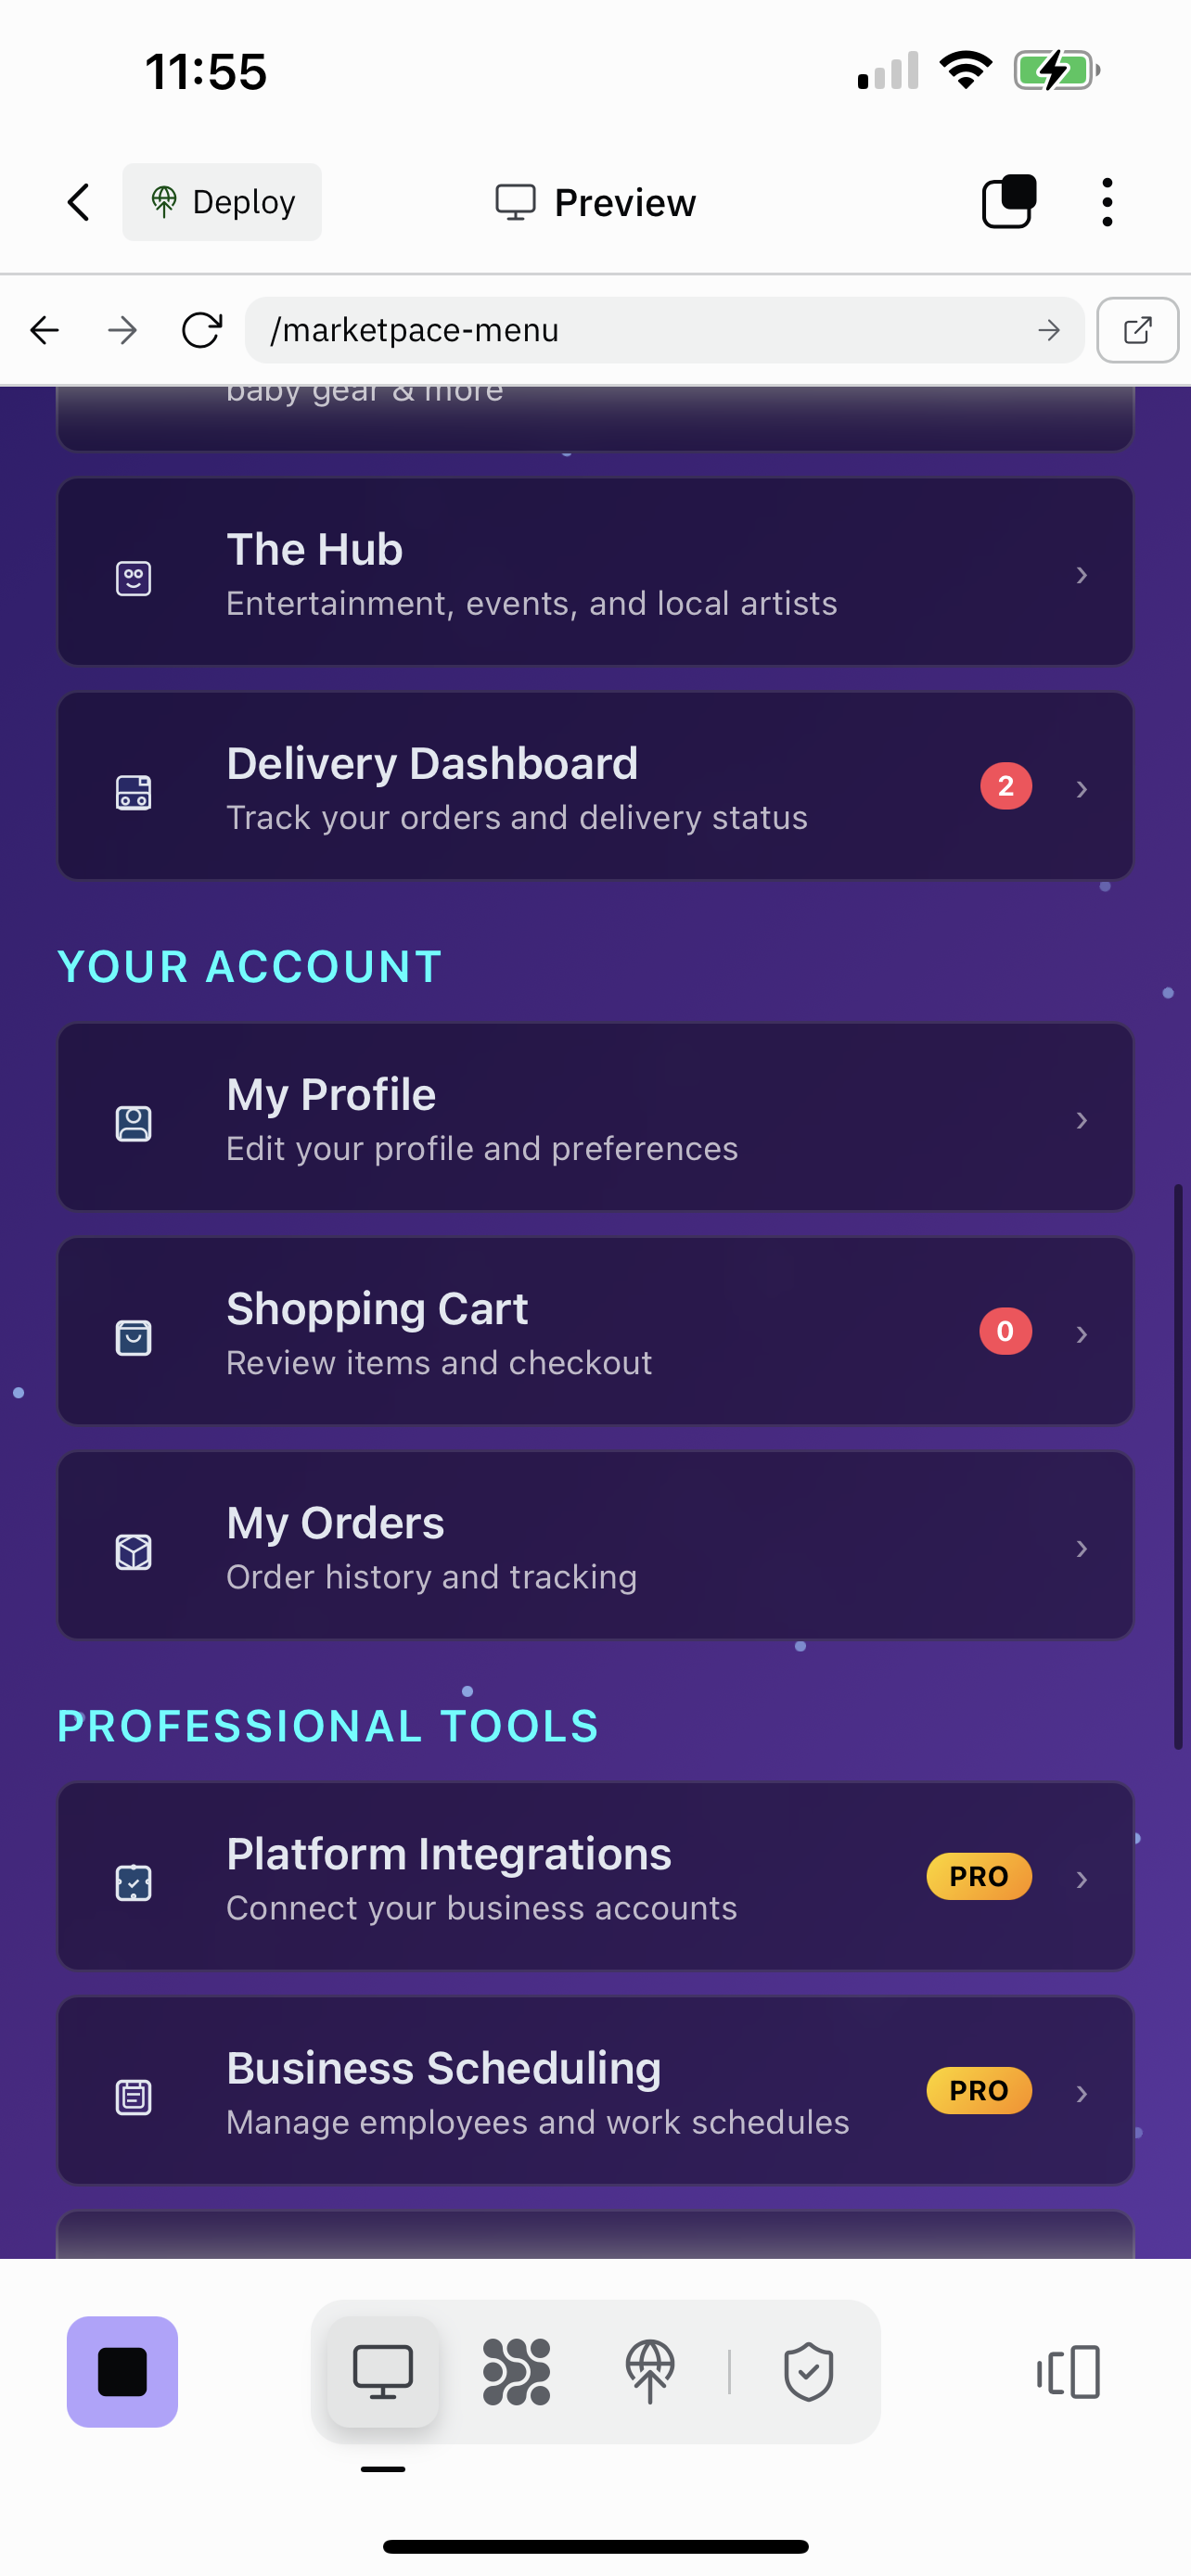 11:55
Deploy
Preview
/marketpace-menu
baby gear & more
The Hub
Entertainment, events, and local artists
›
Delivery Dashboard
Track your orders and delivery status
2
›
YOUR ACCOUNT
My Profile
Edit your profile and preferences
›
Shopping Cart
Review items and checkout
0
›
My Orders
Order history and tracking
›
PROFESSIONAL TOOLS
Platform Integrations
Connect your business accounts
PRO
›
Business Scheduling
Manage employees and work schedules
PRO
›